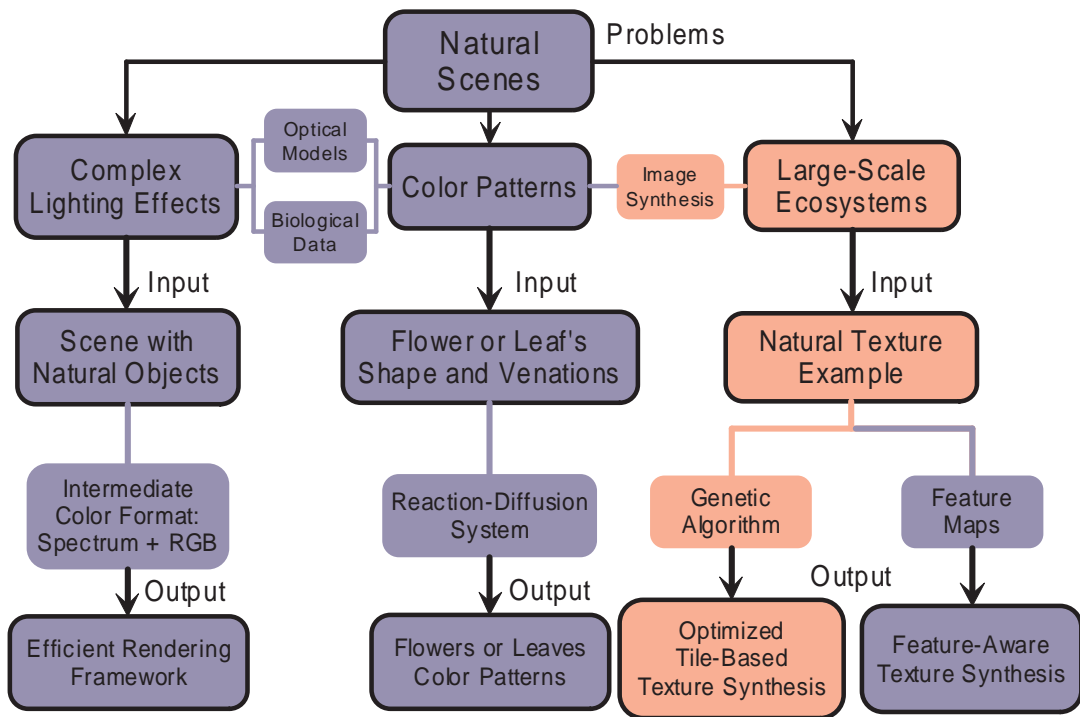 Natural
Scenes
Problems
Complex
Lighting Effects
Optical
Models
Biological
Data
Color Patterns
Image
Synthesis
Large-Scale
Ecosystems
Input
Input
Input
Scene with
Natural Objects
Flower or Leaf's
Shape and Venations
Natural Texture
Example
Intermediate
Color Format:
Spectrum + RGB
Reaction-Diffusion
System
Genetic
Algorithm
Feature
Maps
Output
Output
Output
Efficient Rendering
Framework
Flowers or Leaves
Color Patterns
Optimized
Tile-Based
Texture Synthesis
Feature-Aware
Texture Synthesis